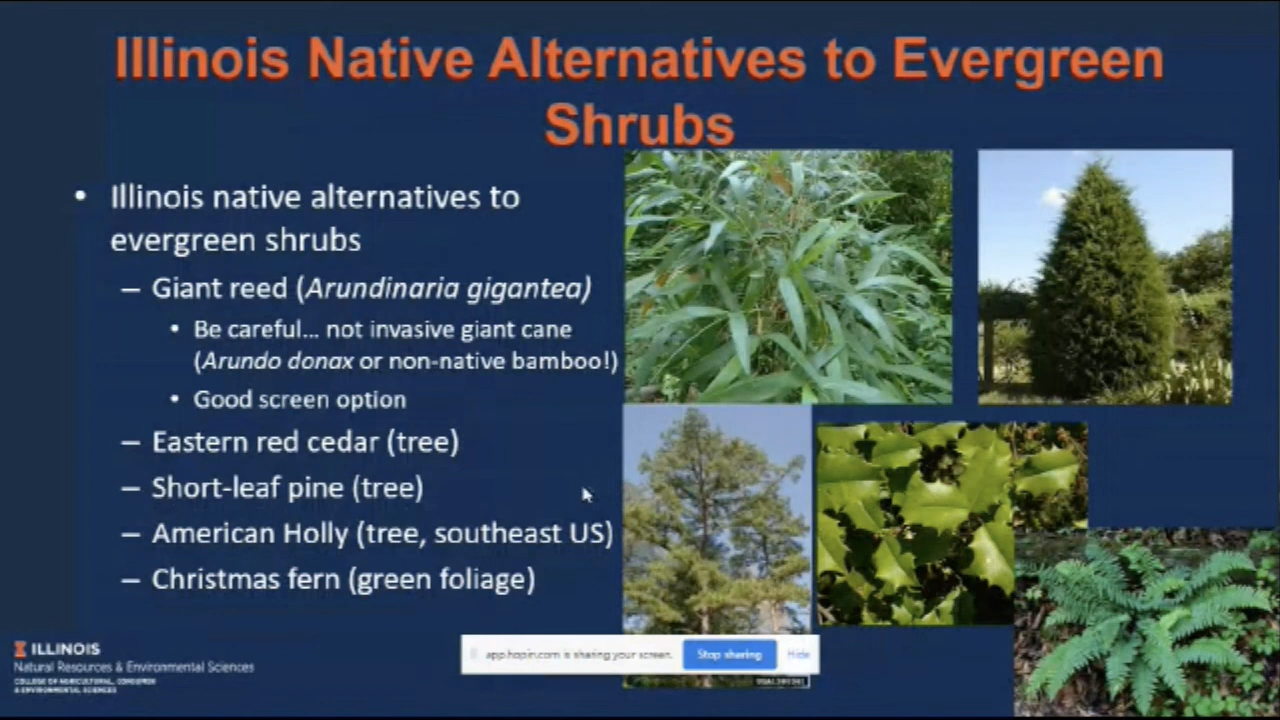 Illinois Native Alternatives to Evergreen
Shrubs
• Illinois native alternatives to
evergreen shrubs
– Giant reed (Arundinaria gigantea)
• Be careful... not invasive giant cane
(Arundo donax or non-native bamboo!)
• Good screen option
– Eastern red cedar (tree)
– Short-leaf pine (tree)
– American Holly (tree, southeast US)
– Christmas fern (green foliage)
I ILLINOIS
Natural Resources & Environmental Sciences
COLLEGE OF AGRICULTURAL, CONSUMER
& ENVIRONMENTAL SCIENCES
app.hopin.com is sharing your screen.
Stop sharing
Hide